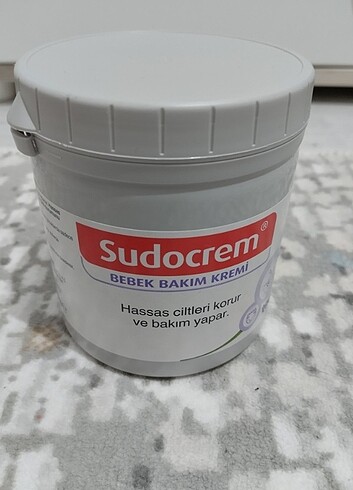 Sudocrem®
BEBEK BAKIM KREMİ
Hassas ciltleri korur
ve bakım yapar.